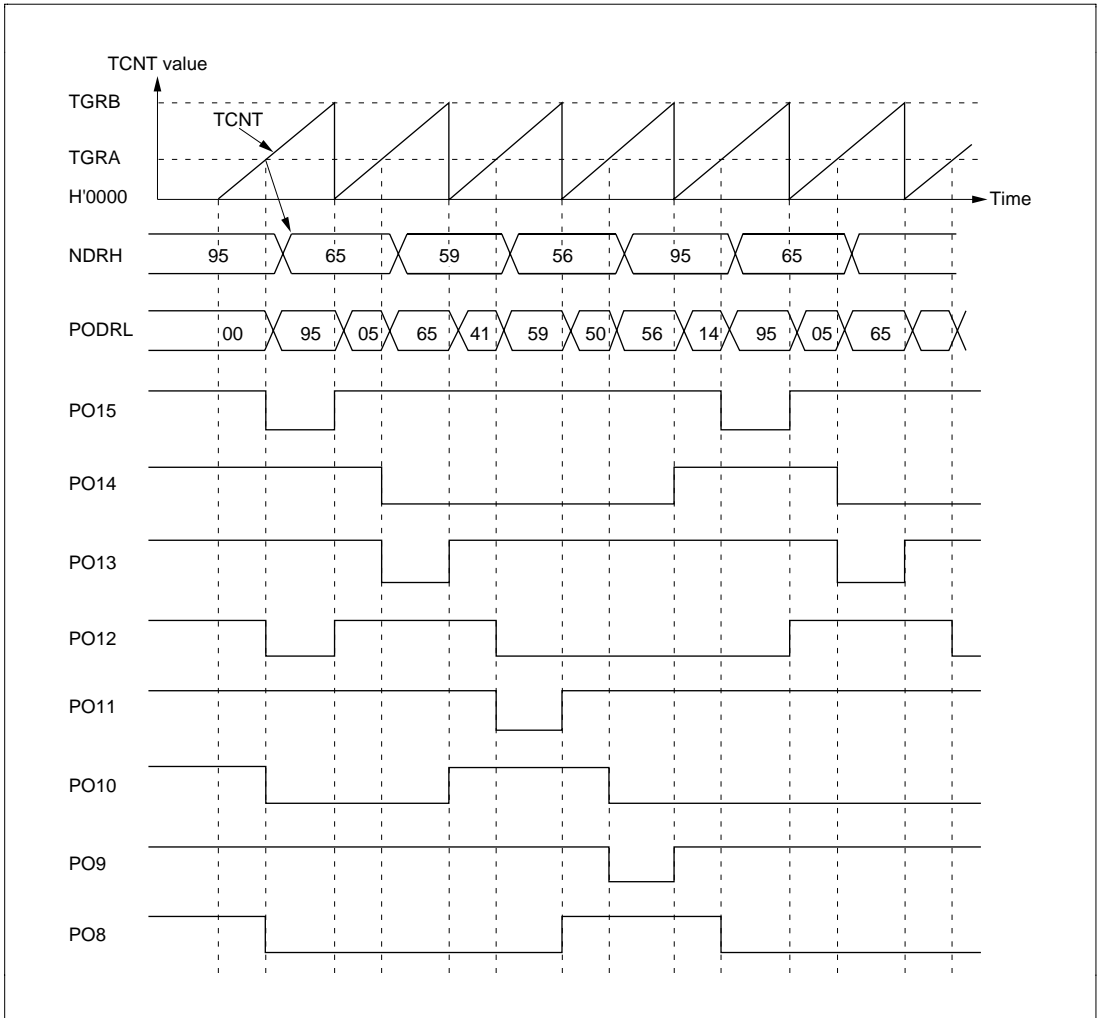 TCNT value
TGRB
TCNT
TGRA
H'0000
Time
NDRH 95 65 59 56 95 65
PODRL 00 95 05 65 41 59 50 56 14 95 05 65
PO15
PO14
PO13
PO12
PO11
PO10
PO9
PO8